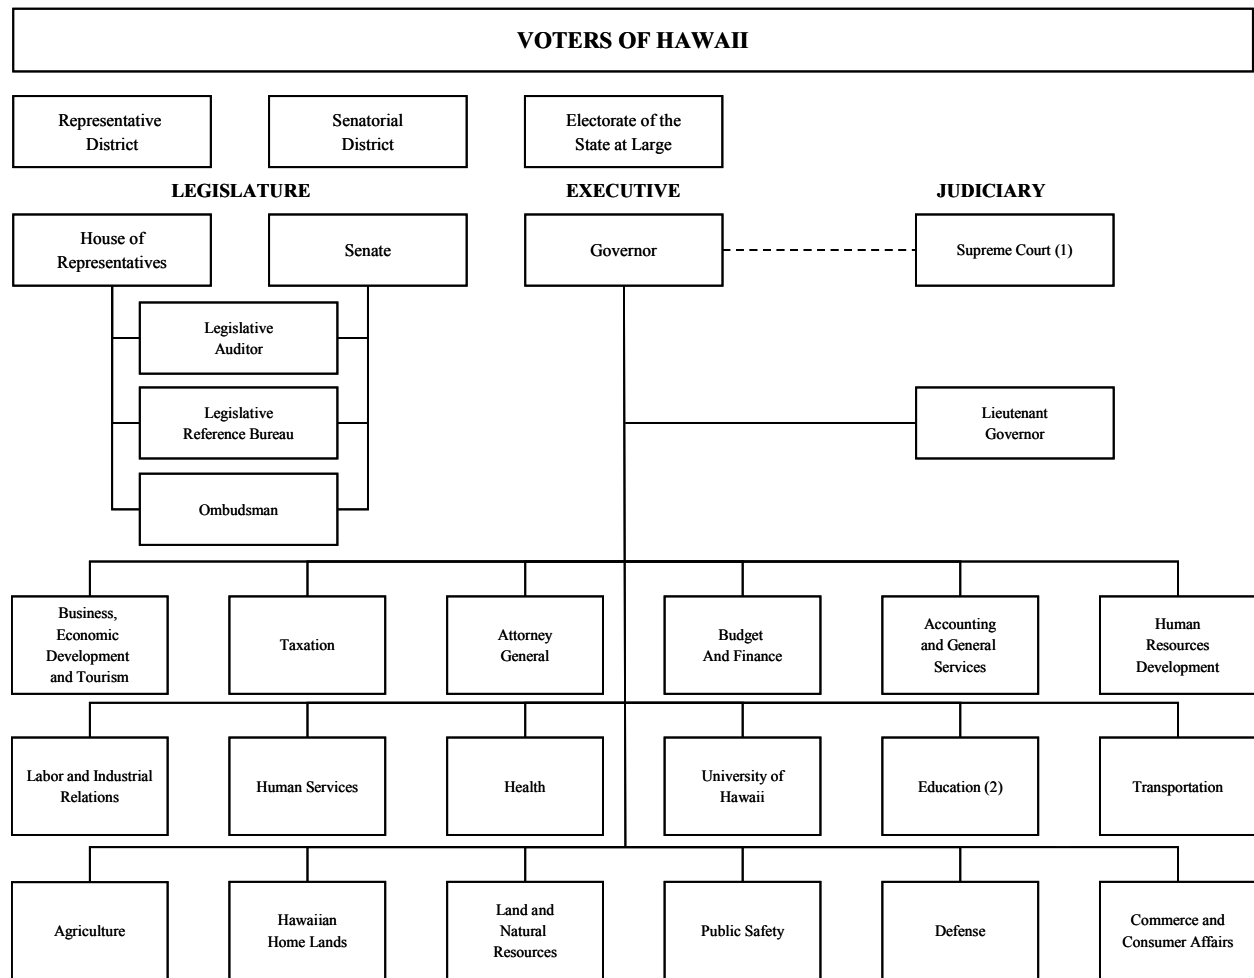 VOTERS OF HAWAII
Representative
District
Senatorial
District
Electorate of the
State at Large
LEGISLATURE
EXECUTIVE
JUDICIARY
House of
Representatives
Senate
Governor
Supreme Court (1)
Legislative
Auditor
Legislative
Reference Bureau
Lieutenant
Governor
Ombudsman
Business,
Economic
Development
and Tourism
Taxation
Attorney
General
Budget
And Finance
Accounting
and General
Services
Human
Resources
Development
Labor and Industrial
Relations
Human Services
Health
University of
Hawaii
Education (2)
Transportation
Agriculture
Hawaiian
Home Lands
Land and
Natural
Resources
Public Safety
Defense
Commerce and
Consumer Affairs